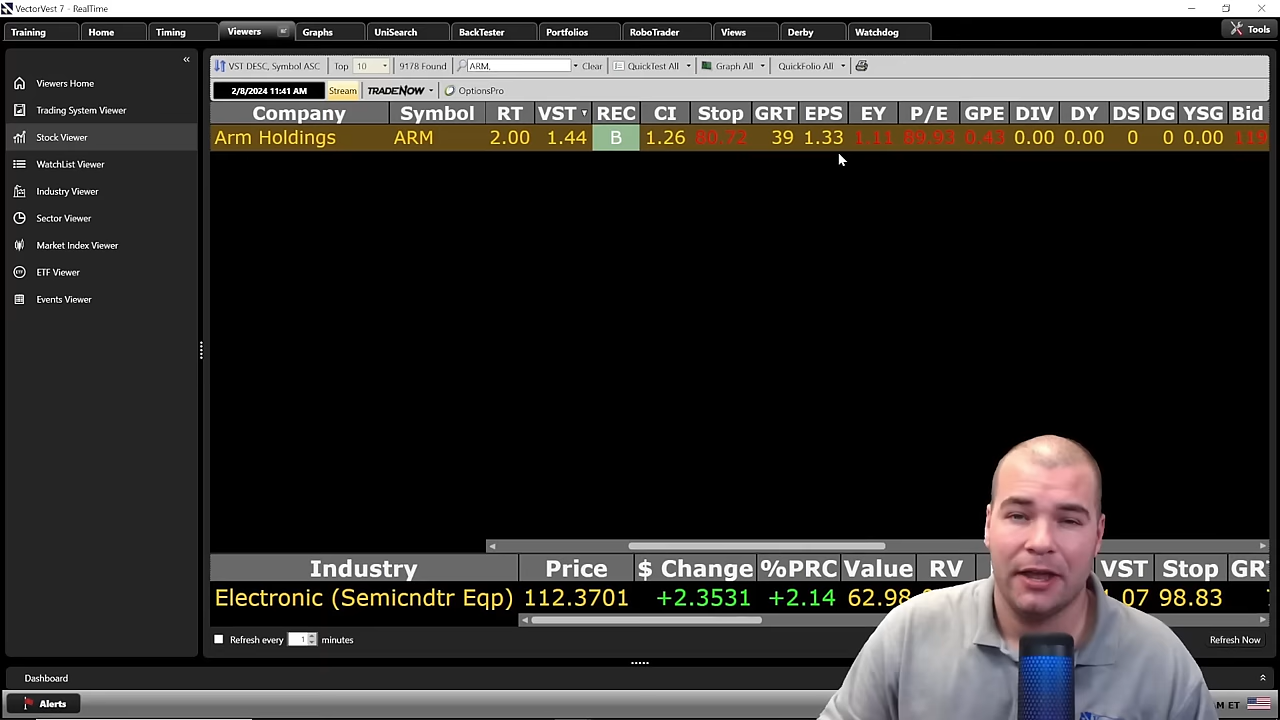 VectorVest 7 - RealTime
Training Home Timing Viewers Graphs UniSearch BackTester Portfolios RoboTrader Views Derby Watchdog Tools
VST DESC, Symbol ASC Top 10 9178 Found ARM, Clear QuickTest All Graph All QuickFolio All
2/8/2024 11:41 AM Stream TRADENOW OptionsPro
Company Symbol RT VST REC CI Stop GRT EPS EY P/E GPE DIV DY DS DG YSG Bid
Arm Holdings ARM 2.00 1.44 B 1.26 80.72 39 1.33 1.11 89.93 0.43 0.00 0.00 0 0 0.00 119
Viewers Home
Trading System Viewer
Stock Viewer
WatchList Viewer
Industry Viewer
Sector Viewer
Market Index Viewer
ETF Viewer
Events Viewer
Industry Price $ Change %PRC Value RV VST Stop GRT
Electronic (Semicndtr Eqp) 112.3701 +2.3531 +2.14 62.98 1.07 98.83
Refresh every 1 minutes Refresh Now
Dashboard
Alerts M ET